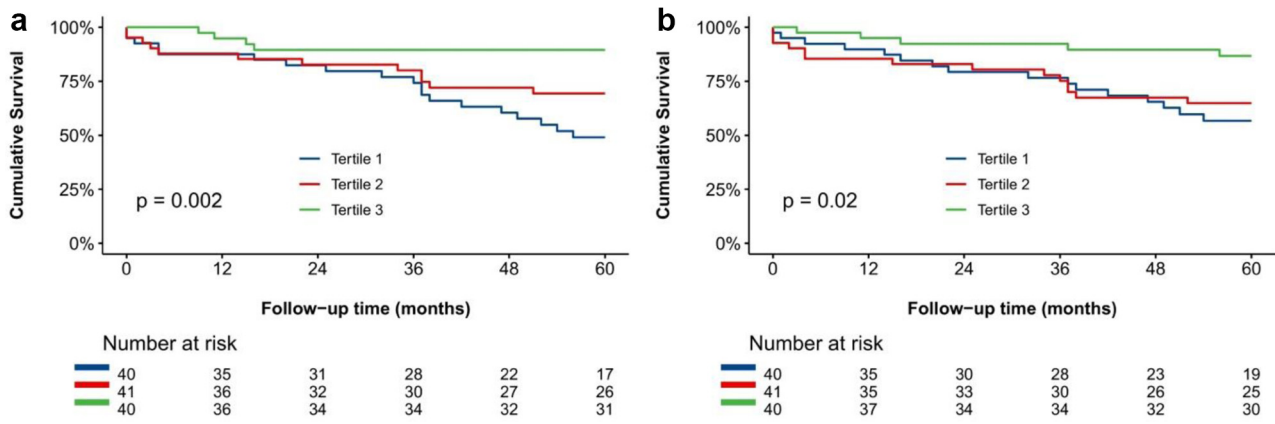 a
100%
75%
50%
25%
0%
Cumulative Survival
Tertile 1
Tertile 2
Tertile 3
p = 0.002
0 12 24 36 48 60
Follow−up time (months)
Number at risk
40 35 31 28 22 17
41 36 32 30 27 26
40 36 34 34 32 31
b
100%
75%
50%
25%
0%
Cumulative Survival
Tertile 1
Tertile 2
Tertile 3
p = 0.02
0 12 24 36 48 60
Follow−up time (months)
Number at risk
40 35 30 28 23 19
41 35 33 30 26 25
40 37 34 34 32 30